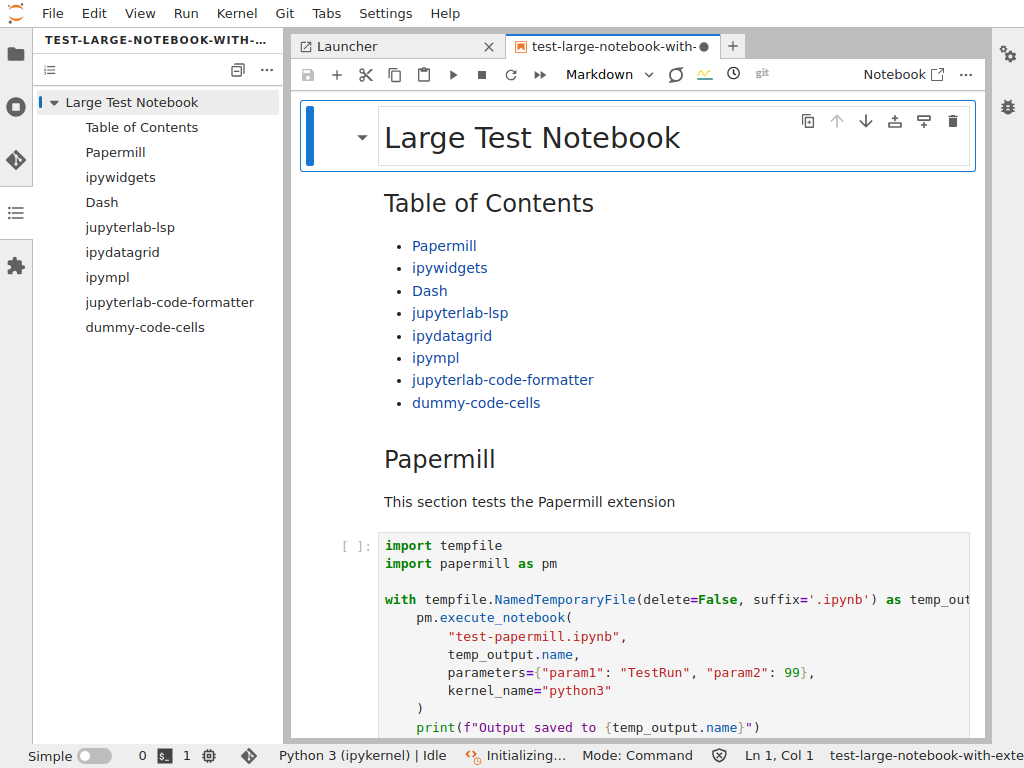 File Edit View Run Kernel Git Tabs Settings Help
TEST-LARGE-NOTEBOOK-WITH-...
Large Test Notebook
Table of Contents
Papermill
ipywidgets
Dash
jupyterlab-lsp
ipydatagrid
ipympl
jupyterlab-code-formatter
dummy-code-cells
Launcher
test-large-notebook-with-
Markdown
git
Notebook
Large Test Notebook
Table of Contents
• Papermill
• ipywidgets
• Dash
• jupyterlab-lsp
• ipydatagrid
• ipympl
• jupyterlab-code-formatter
• dummy-code-cells
Papermill
This section tests the Papermill extension
[ ]:
import tempfile
import papermill as pm
with tempfile.NamedTemporaryFile(delete=False, suffix='.ipynb') as temp_out
    pm.execute_notebook(
        "test-papermill.ipynb",
        temp_output.name,
        parameters={"param1": "TestRun", "param2": 99},
        kernel_name="python3"
    )
    print(f"Output saved to {temp_output.name}")
Simple 0 1 Python 3 (ipykernel) | Idle Initializing... Mode: Command Ln 1, Col 1 test-large-notebook-with-exte